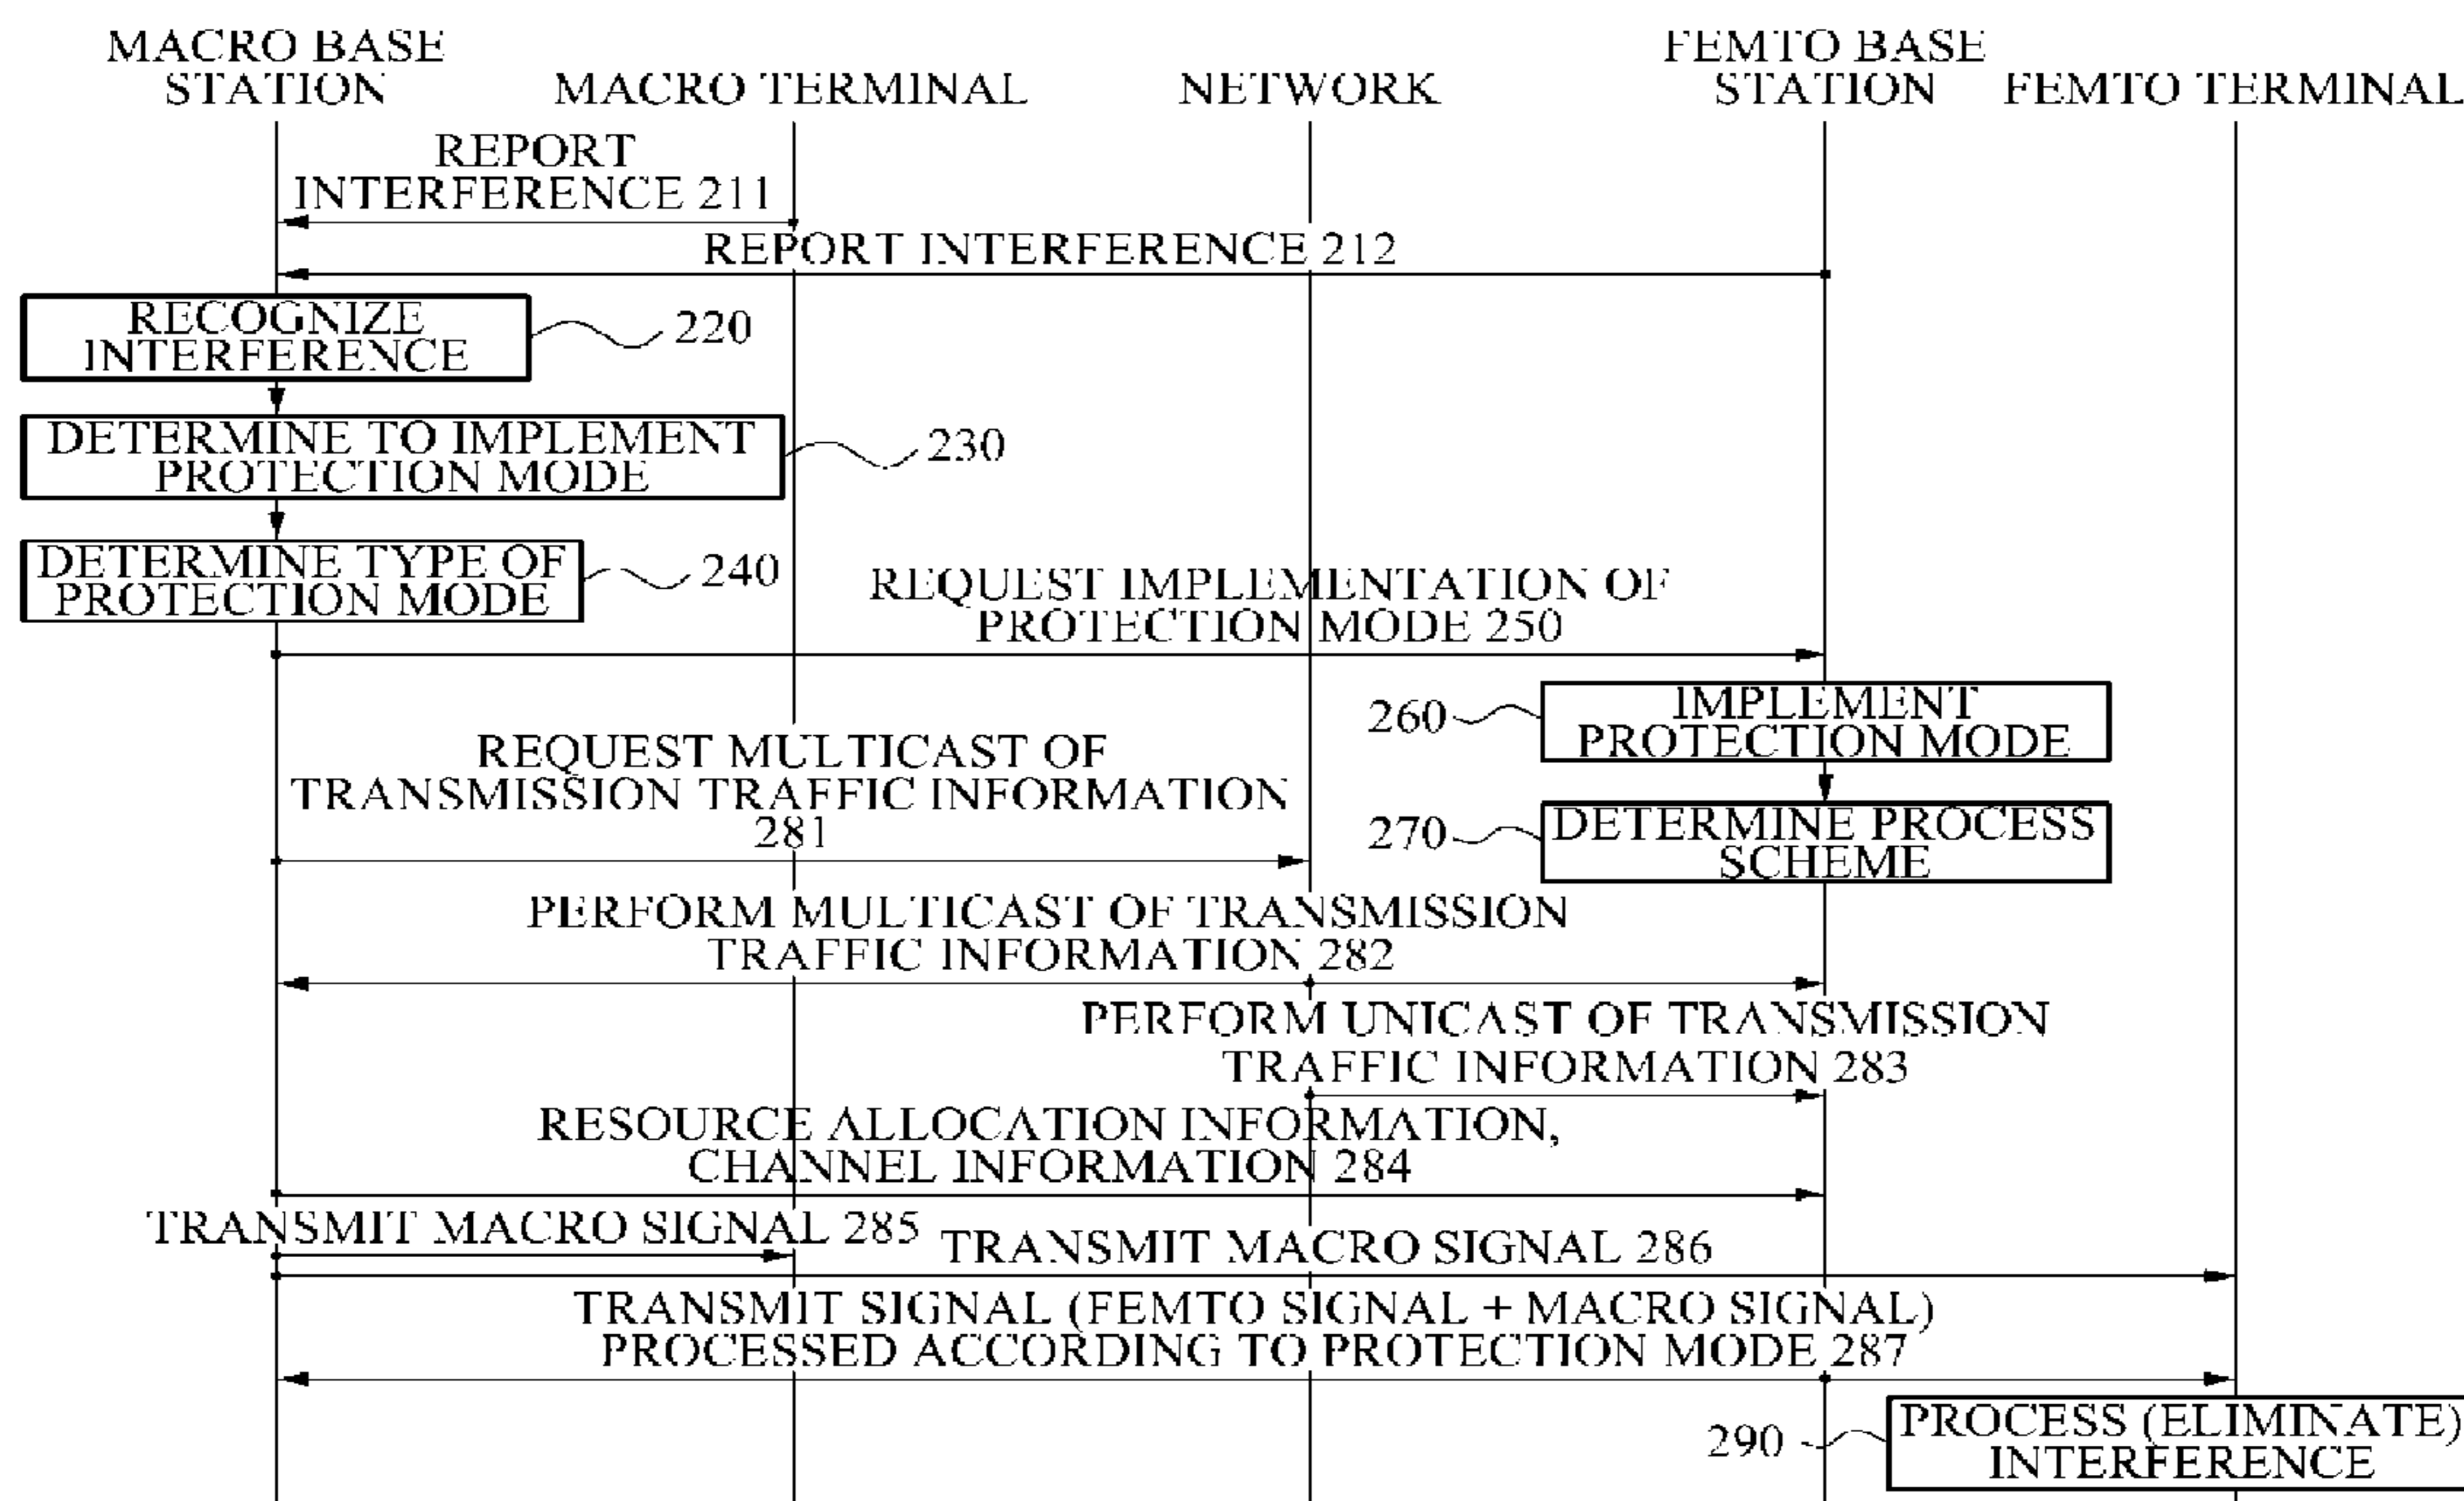 MACRO BASE
STATION
MACRO TERMINAL
NETWORK
FEMTO BASE
STATION
FEMTO TERMINAL
REPORT
INTERFERENCE 211
REPORT INTERFERENCE 212
RECOGNIZE
INTERFERENCE
220
DETERMINE TO IMPLEMENT
PROTECTION MODE
230
DETERMINE TYPE OF
PROTECTION MODE
240
REQUEST IMPLEMENTATION OF
PROTECTION MODE 250
260
IMPLEMENT
PROTECTION MODE
REQUEST MULTICAST OF
TRANSMISSION TRAFFIC INFORMATION
281
270
DETERMINE PROCESS
SCHEME
PERFORM MULTICAST OF TRANSMISSION
TRAFFIC INFORMATION 282
PERFORM UNICAST OF TRANSMISSION
TRAFFIC INFORMATION 283
RESOURCE ALLOCATION INFORMATION,
CHANNEL INFORMATION 284
TRANSMIT MACRO SIGNAL 285
TRANSMIT MACRO SIGNAL 286
TRANSMIT SIGNAL (FEMTO SIGNAL + MACRO SIGNAL)
PROCESSED ACCORDING TO PROTECTION MODE 287
290
PROCESS (ELIMINATE)
INTERFERENCE